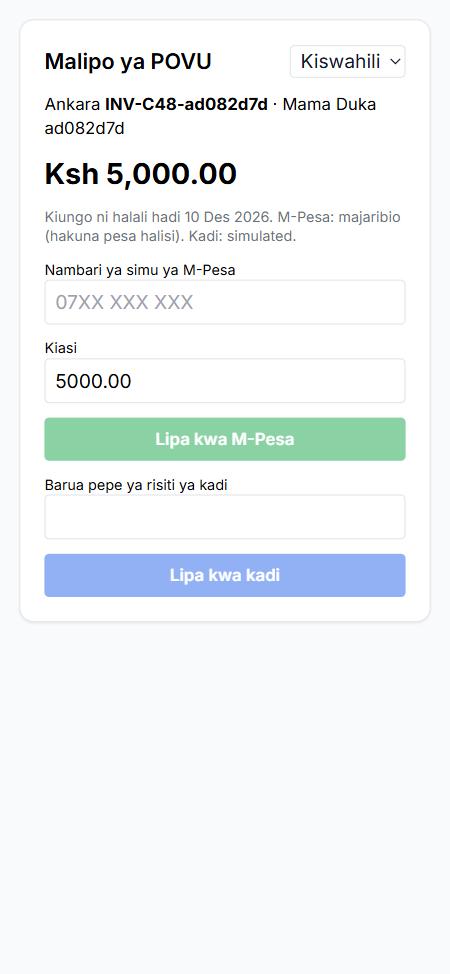 Malipo ya POVU
Kiswahili
Ankara INV-C48-ad082d7d · Mama Duka
ad082d7d
Ksh 5,000.00
Kiungo ni halali hadi 10 Des 2026. M-Pesa: majaribio
(hakuna pesa halisi). Kadi: simulated.
Nambari ya simu ya M-Pesa
07XX XXX XXX
Kiasi
5000.00
Lipa kwa M-Pesa
Barua pepe ya risiti ya kadi
Lipa kwa kadi